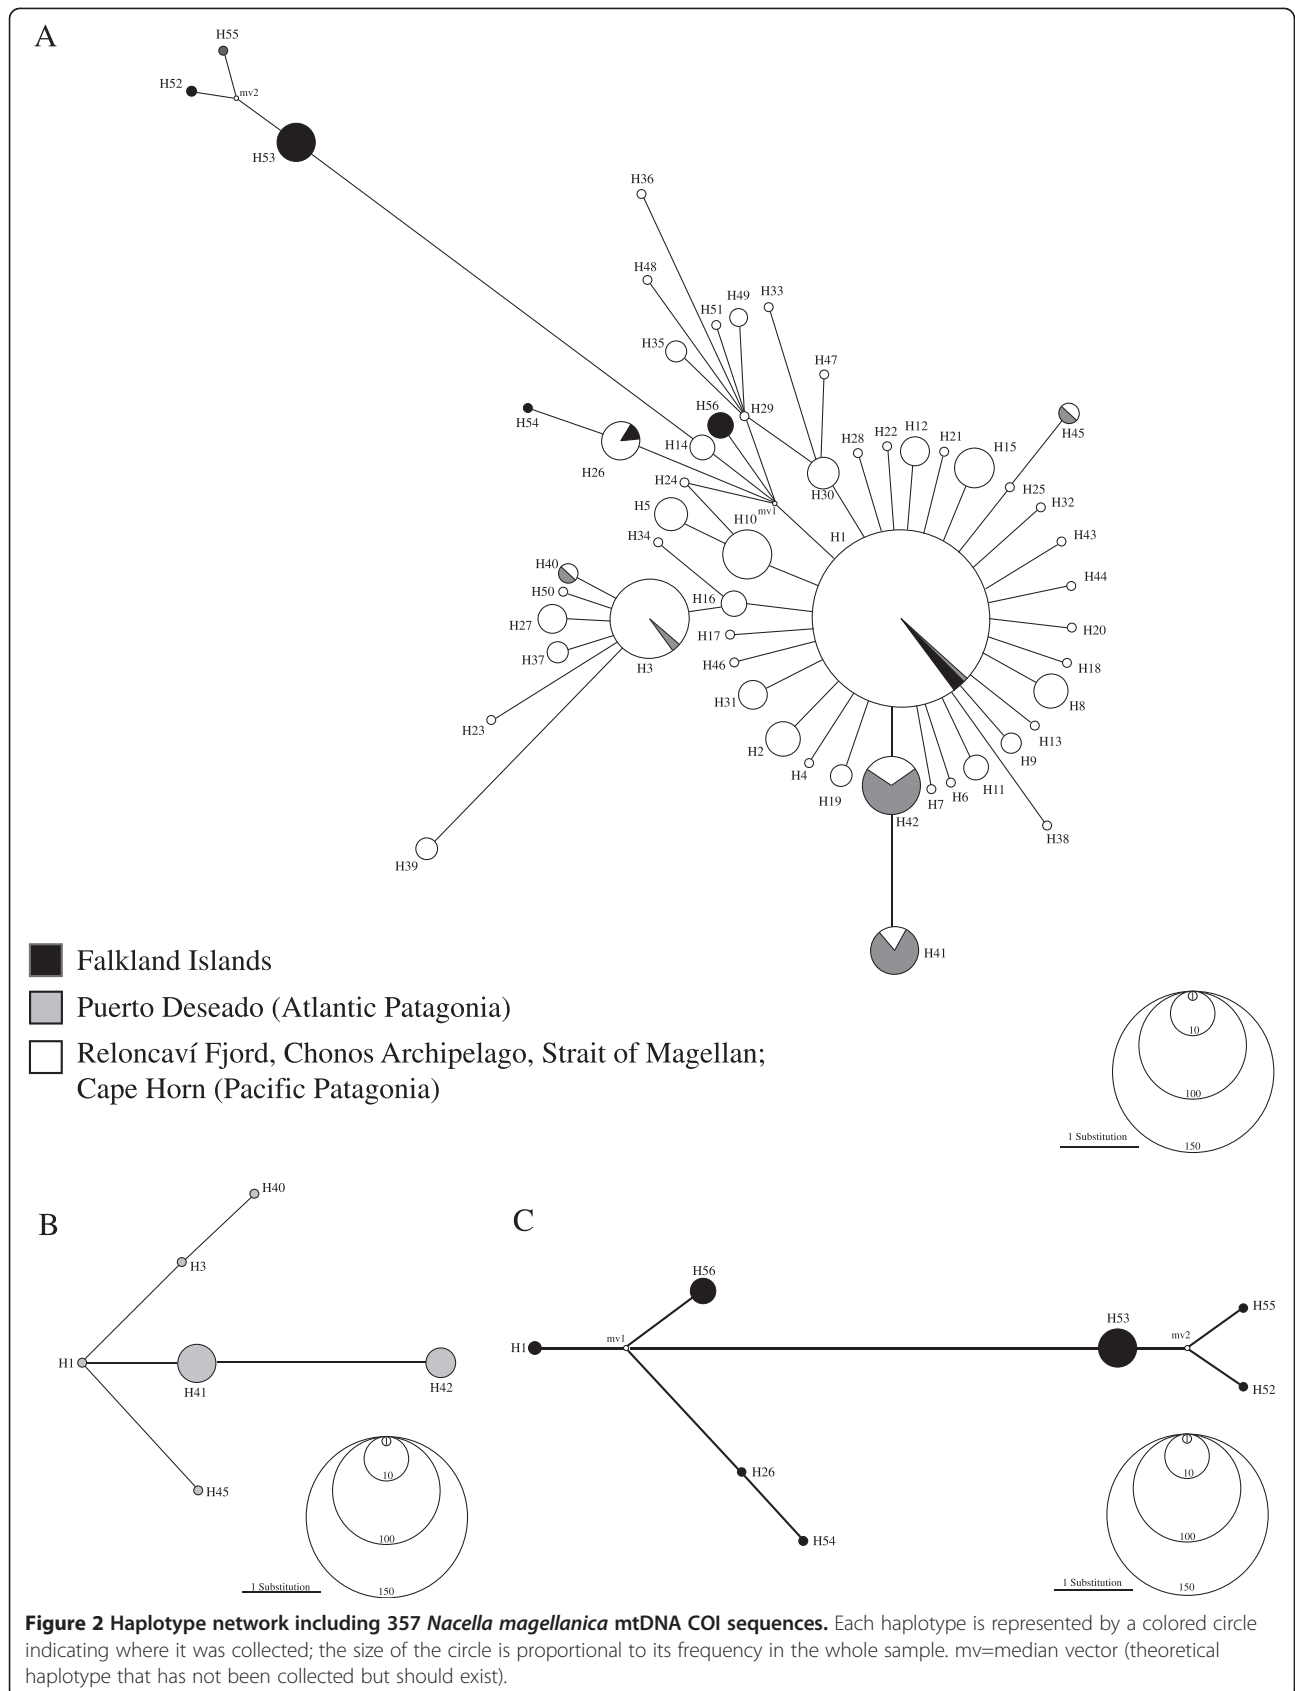 A
H55
H52
mv2
H53
H36
H48
H33
H49
H51
H35
H47
H29
H56
H54
H14
H26
H45
H28
H22
H12
H21
H15
H24
H30
H25
mv1
H5
H10
H32
H1
H34
H43
H40
H50
H16
H44
H27
H17
H20
H37
H46
H3
H18
H31
H8
H23
H13
H2
H9
H4
H19
H11
H7
H6
H42
H38
H39
H41
Falkland Islands
Puerto Deseado (Atlantic Patagonia)
Reloncaví Fjord, Chonos Archipelago, Strait of Magellan;
Cape Horn (Pacific Patagonia)
1
10
100
150
1 Substitution
B
H40
H3
H1
H41
H42
H45
1
10
100
150
1 Substitution
C
H56
H1
mv1
H53
mv2
H55
H52
H26
H54
1
10
100
150
1 Substitution
Figure 2 Haplotype network including 357 Nacella magellanica mtDNA COI sequences. Each haplotype is represented by a colored circle
indicating where it was collected; the size of the circle is proportional to its frequency in the whole sample. mv=median vector (theoretical
haplotype that has not been collected but should exist).